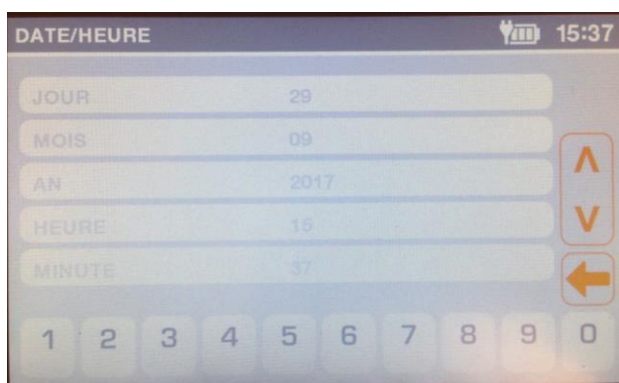 DATE/HEURE 15:37
JOUR 29
MOIS 09
AN 2017
HEURE 15
MINUTE 37
1 2 3 4 5 6 7 8 9 0